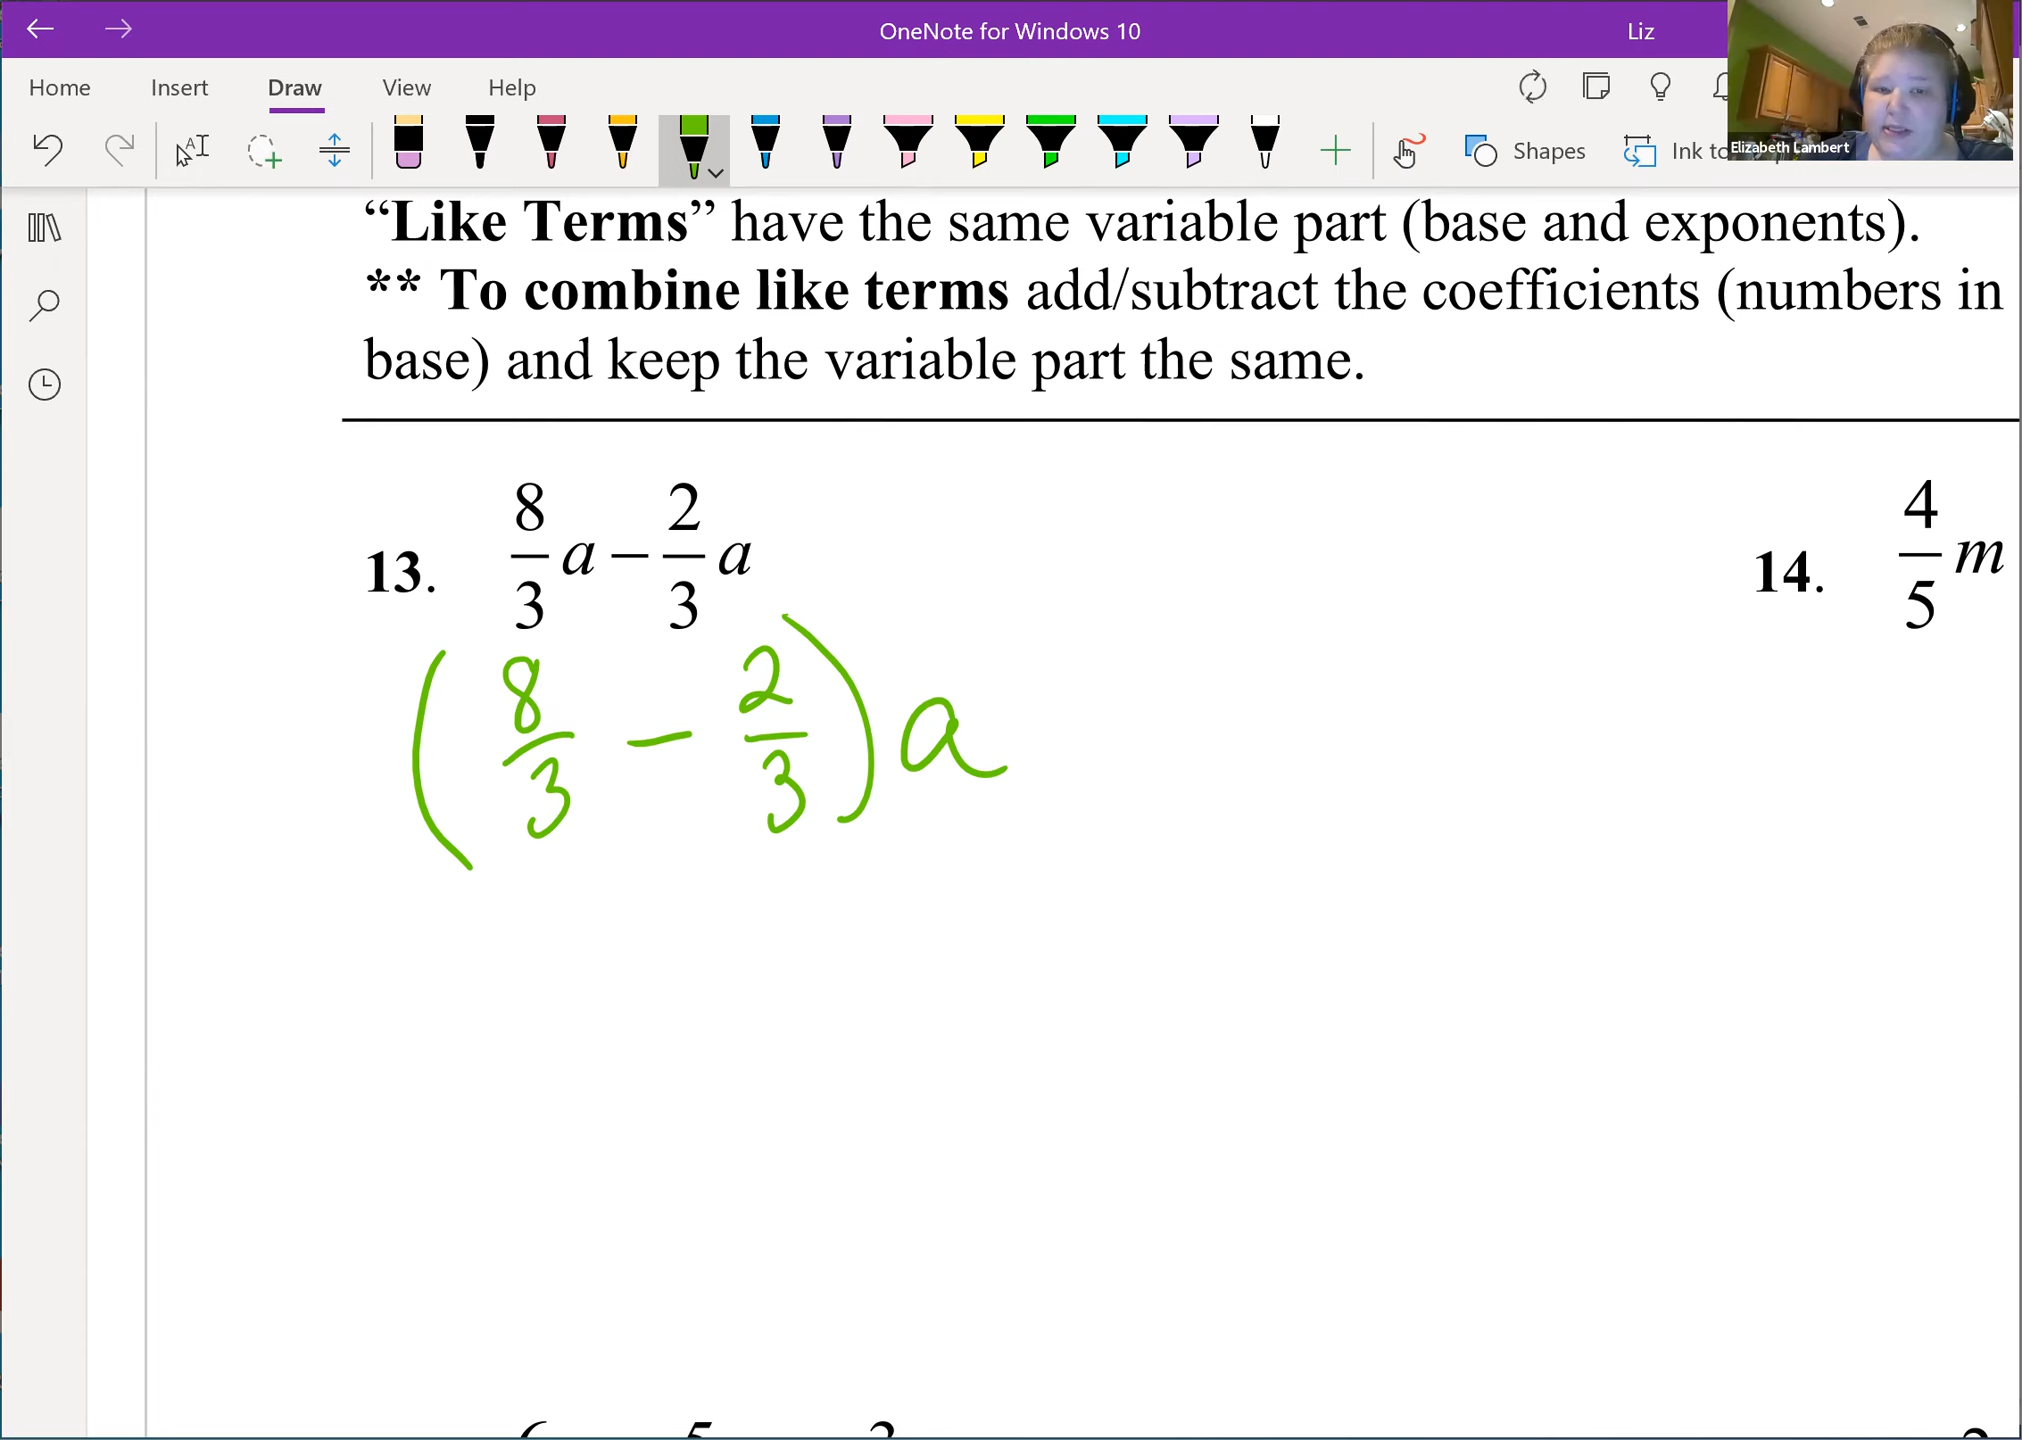 OneNote for Windows 10
Liz
Home Insert Draw View Help
Shapes
Ink to
Elizabeth Lambert
“Like Terms” have the same variable part (base and exponents).
** To combine like terms add/subtract the coefficients (numbers in
base) and keep the variable part the same.
13. 8/3 a − 2/3 a
14. 4/5 m
(8/3 − 2/3) a